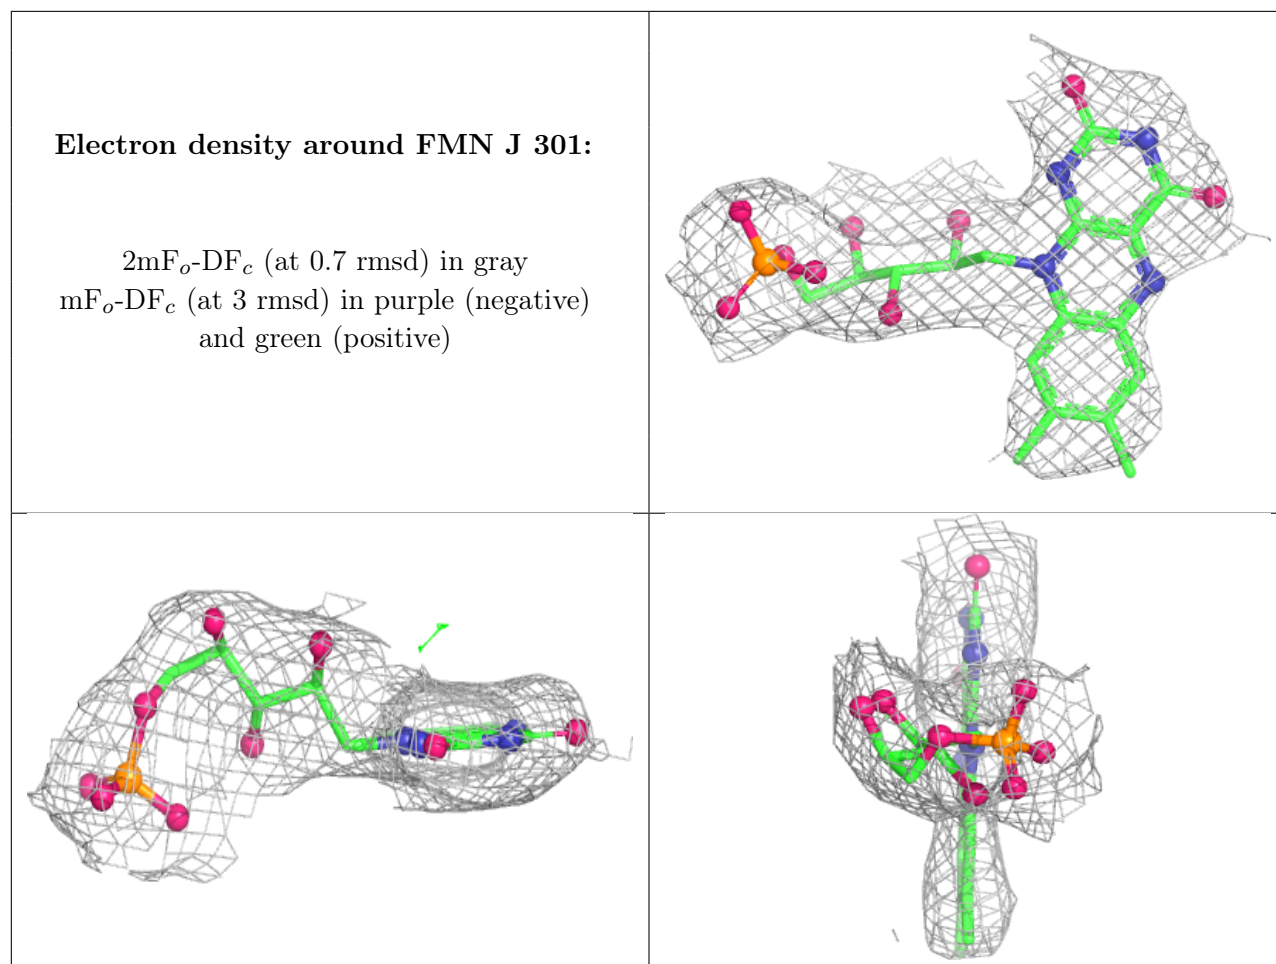 Electron density around FMN J 301:
2mFo-DFc (at 0.7 rmsd) in gray
mFo-DFc (at 3 rmsd) in purple (negative)
and green (positive)